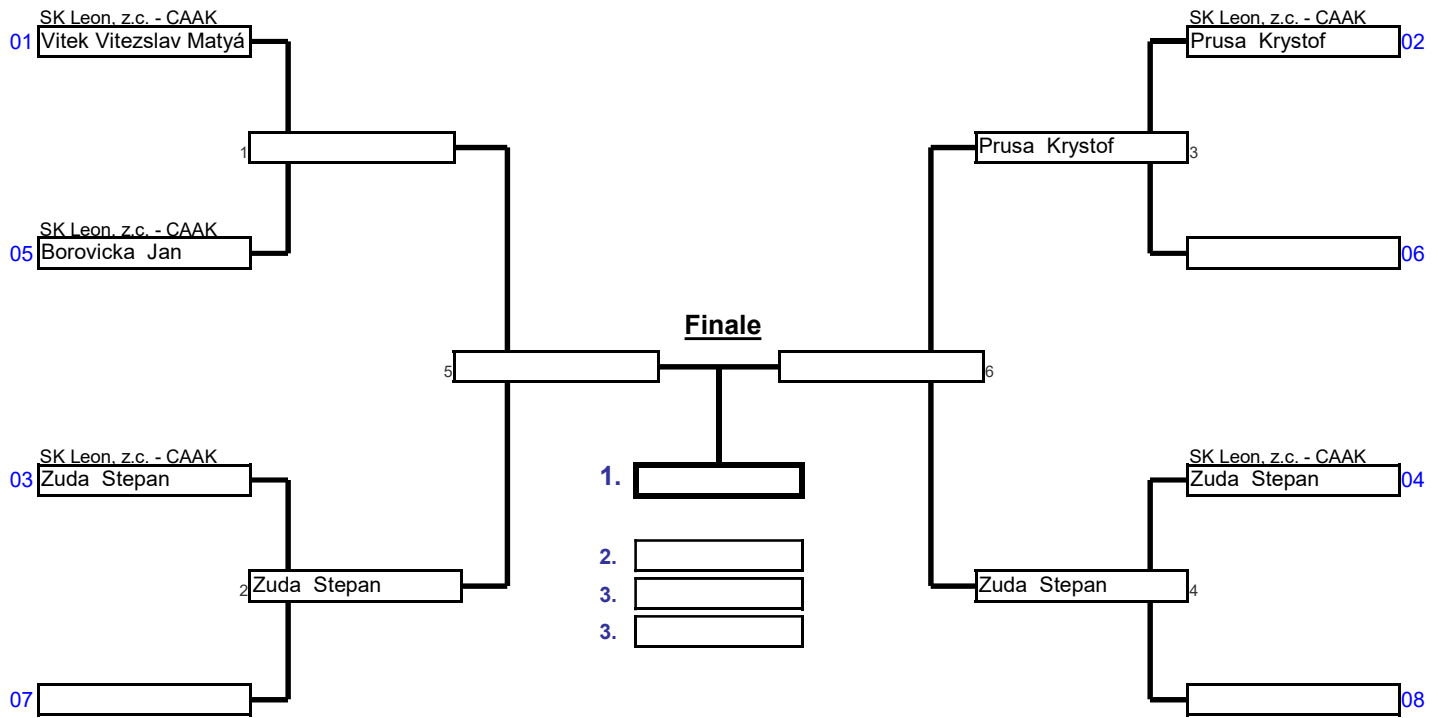 SK Leon, z.c. - CAAK
SK Leon, z.c. - CAAK
01 Vitek Vitezslav Matyá
Prusa Krystof 02
1
Prusa Krystof 3
SK Leon, z.c. - CAAK
05 Borovicka Jan
06
Finale
5
6
SK Leon, z.c. - CAAK
SK Leon, z.c. - CAAK
03 Zuda Stepan
1.
Zuda Stepan 04
2.
2 Zuda Stepan
3.
Zuda Stepan 4
3.
07
08